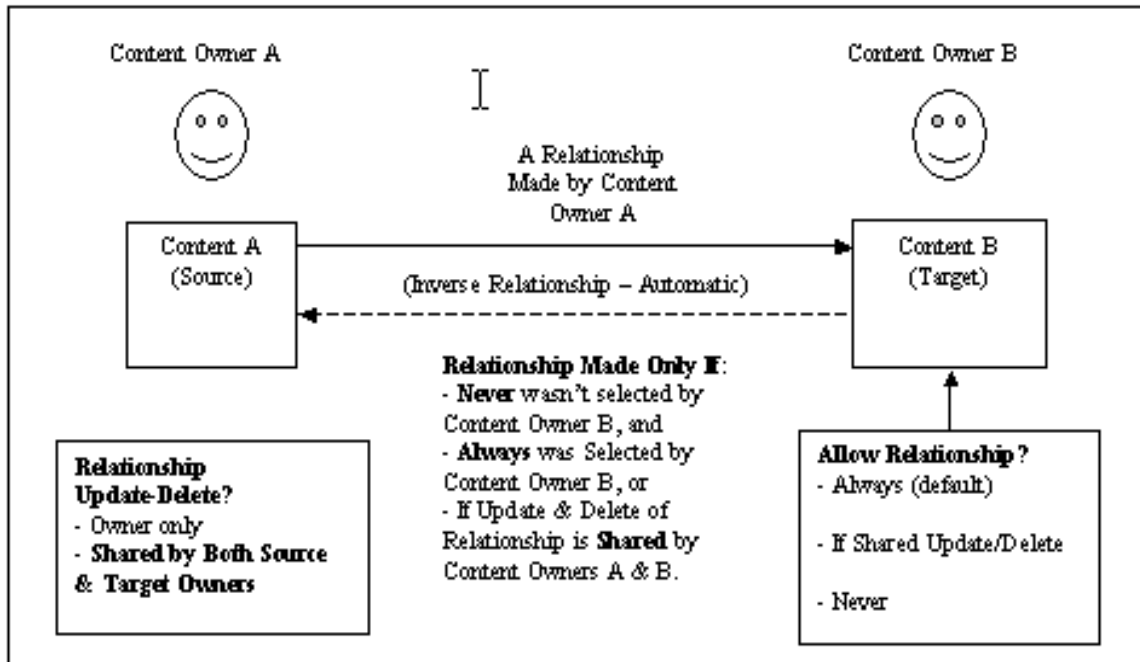 Content Owner A
Content Owner B
A Relationship
Made by Content
Owner A
Content A
(Source)
Content B
(Target)
(Inverse Relationship – Automatic)
Relationship Made Only If:
- Never wasn't selected by
Content Owner B, and
- Always was Selected by
Content Owner B, or
- If Update & Delete of
Relationship is Shared by
Content Owners A & B.
Relationship
Update-Delete?
- Owner only
- Shared by Both Source
& Target Owners
Allow Relationship?
- Always (default)
- If Shared Update/Delete
- Never